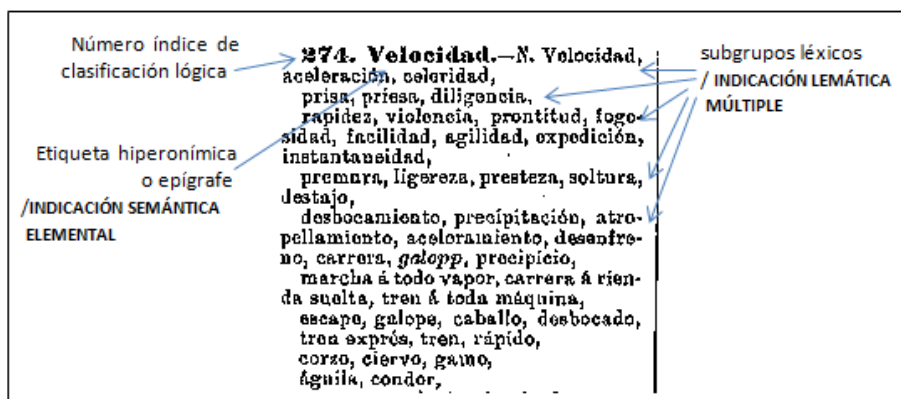 Número índice de
clasificación lógica
Etiqueta hiperonímica
o epígrafe
/INDICACIÓN SEMÁNTICA
ELEMENTAL
274. Velocidad.—N. Velocidad,
aceleración, celeridad,
prisa, priesa, diligencia,
rapidez, violencia, prontitud, fogo-
sidad, facilidad, agilidad, expedición,
instantaneidad,
premura, ligereza, presteza, soltura,
destajo,
desbocamiento, precipitación, atro-
pellamiento, aceloramiento, desenfre-
no, carrera, galopp, precipicio,
marcha á todo vapor, carrera á rien-
da suelta, tren á toda máquina,
escape, galope, caballo, desbocado,
tren exprés, tren, rápido,
corzo, ciervo, gamo,
águila, condor,
subgrupos léxicos
/ INDICACIÓN LEMÁTICA
MÚLTIPLE